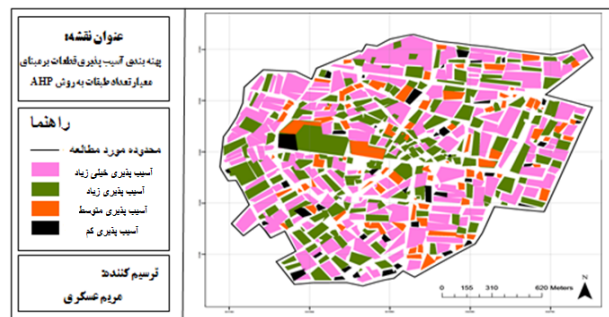 عنوان نقشه:
پهنه بندی آسیب پذیری قطعات بر مبنای
معیار تعداد طبقات به روش AHP
راهنما
محدوده مورد مطالعه
آسیب پذیری خیلی زیاد
آسیب پذیری زیاد
آسیب پذیری متوسط
آسیب پذیری کم
ترسیم کننده:
مریم عسکری
0 155 310 620 Meters
N